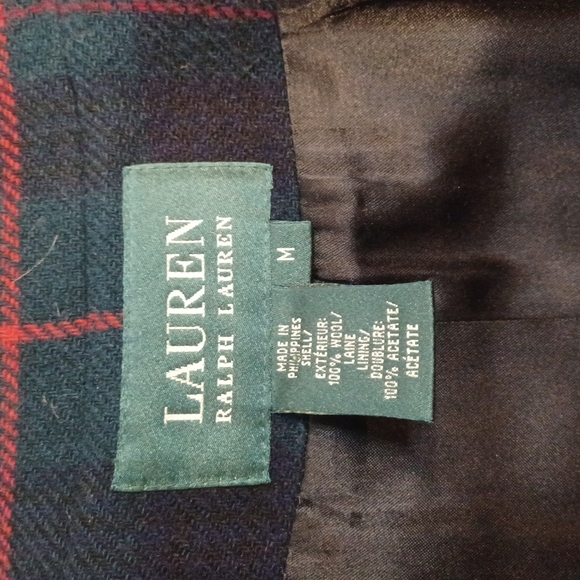 LAUREN
RALPH LAUREN
M
MADE IN
PHILIPPINES
SHELL/
EXTÉRIEUR:
100% WOOL/
LAINE
LINING/
DOUBLURE:
100% ACETATE/
ACÉTATE